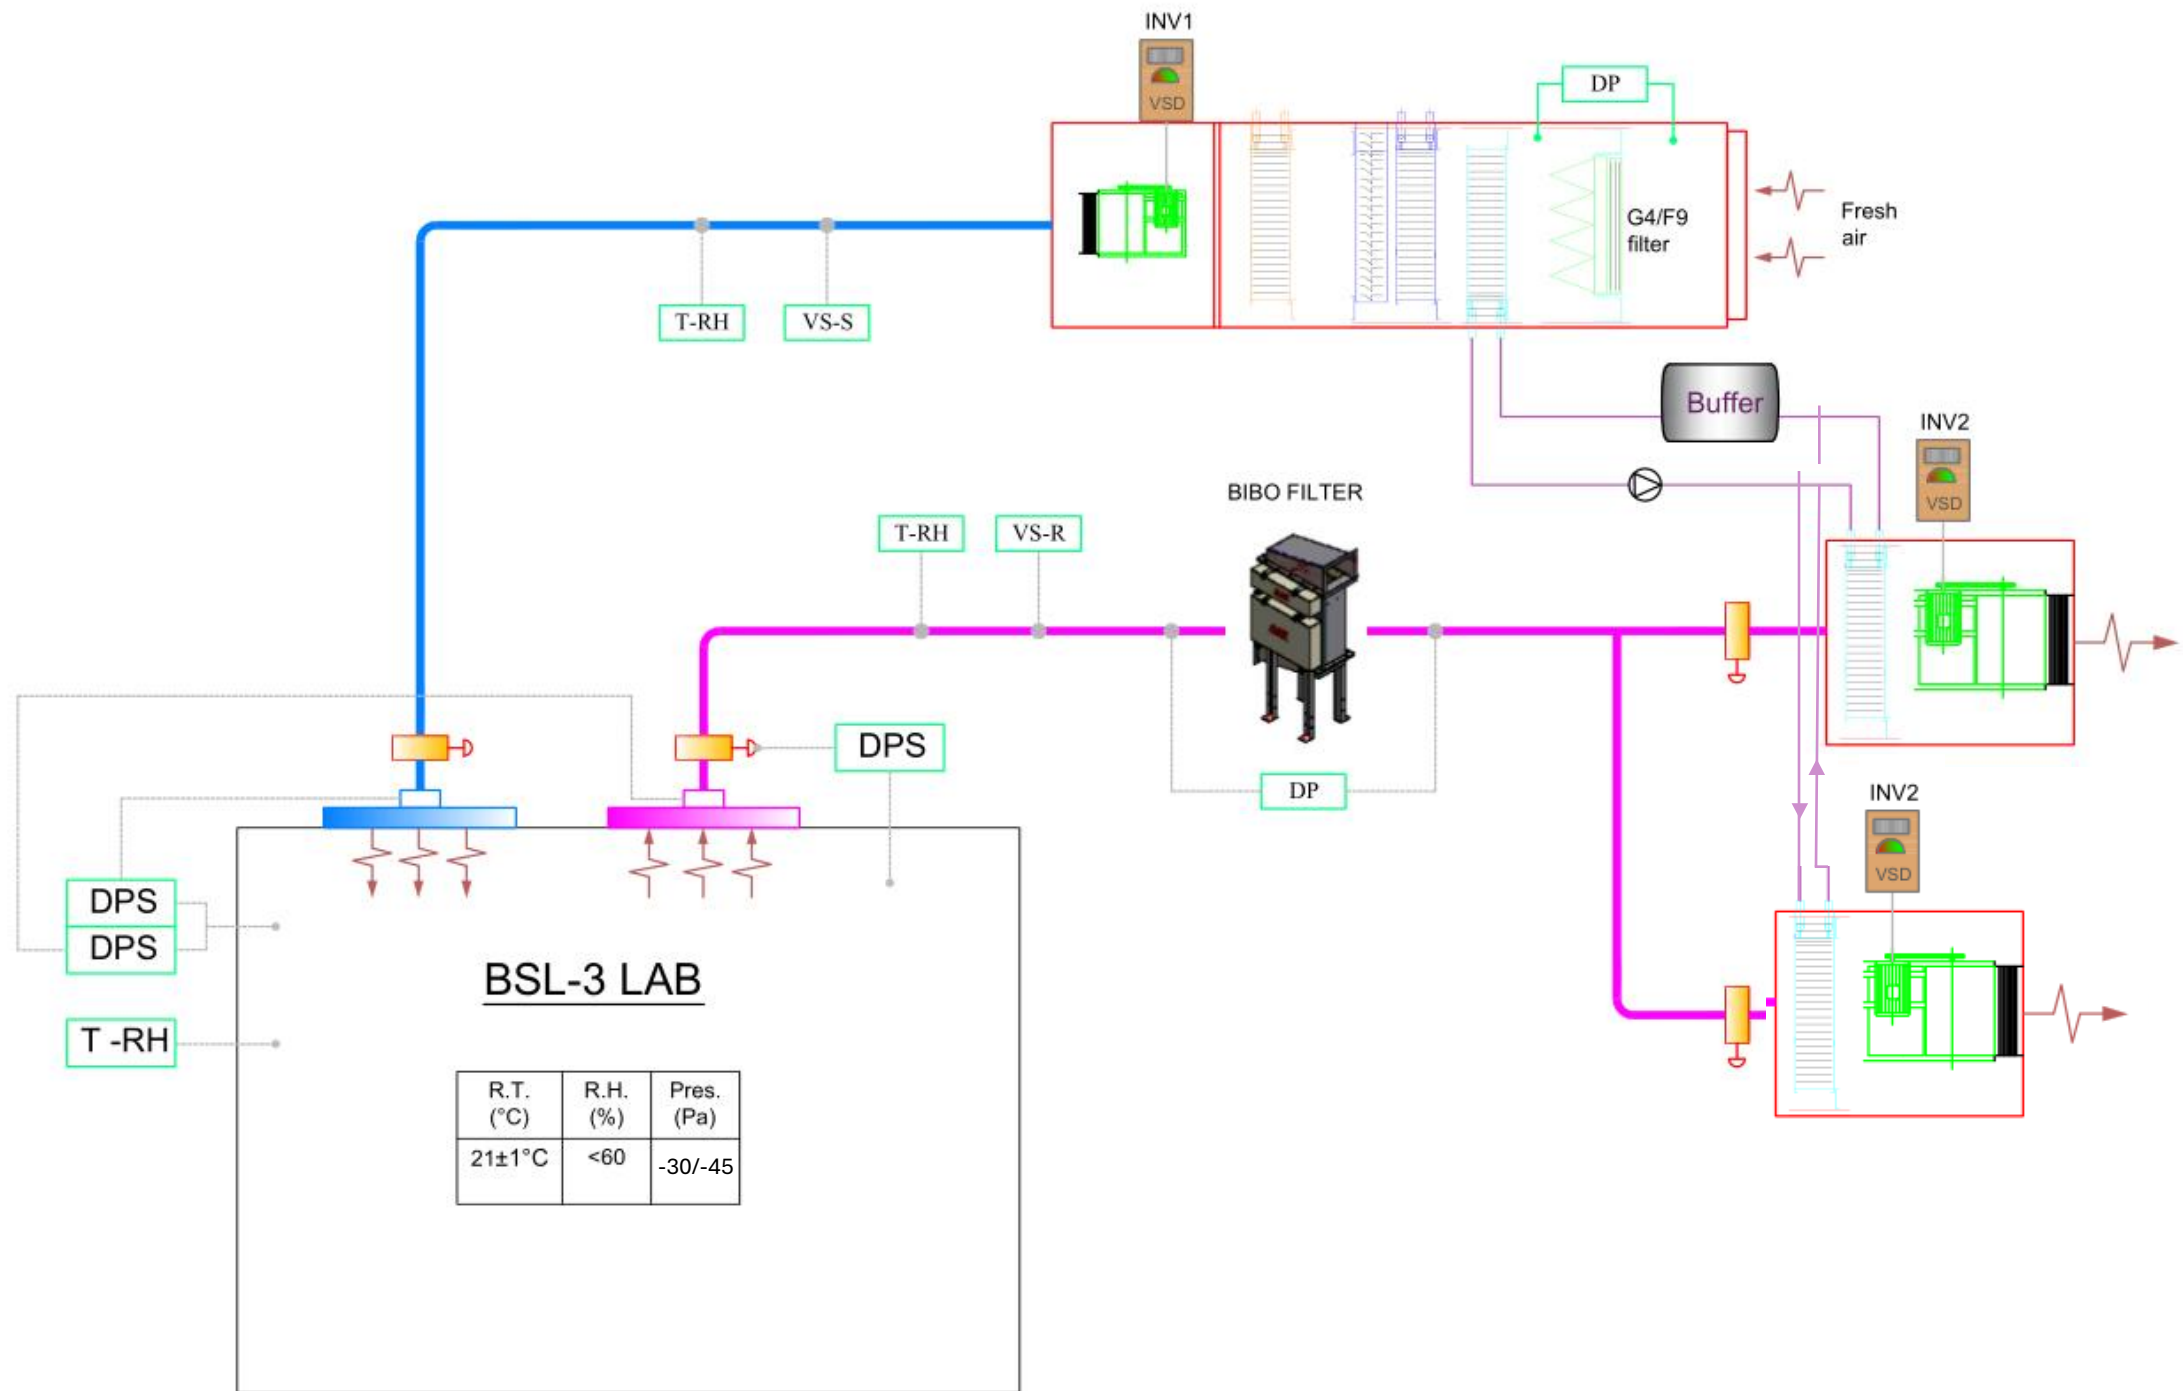 INV1
VSD
DP
G4/F9
filter
Fresh
air
T-RH
VS-S
Buffer
INV2
VSD
BIBO FILTER
T-RH
VS-R
DPS
DP
INV2
VSD
DPS
DPS
BSL-3 LAB
T -RH
R.T.
(°C)
R.H.
(%)
Pres.
(Pa)
21±1°C
<60
-30/-45